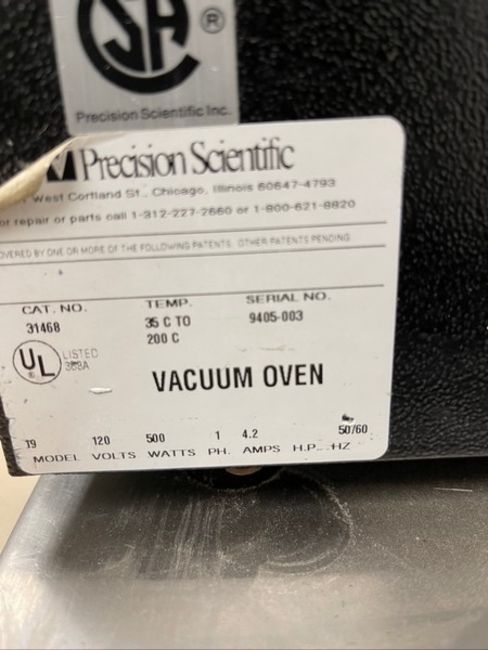 SA ®
Precision Scientific Inc.
Precision Scientific
West Cortland St., Chicago, Illinois 60647-4793
or repair or parts call 1-312-227-2660 or 1-800-621-8820
OVERED BY ONE OR MORE OF THE FOLLOWING PATENTS. OTHER PATENTS PENDING
CAT. NO. TEMP. SERIAL NO.
31468 35 C TO 9405-003
200 C
UL ® LISTED
VACUUM OVEN
19 120 500 1 4.2 50/60
MODEL VOLTS WATTS PH. AMPS H.P. HZ